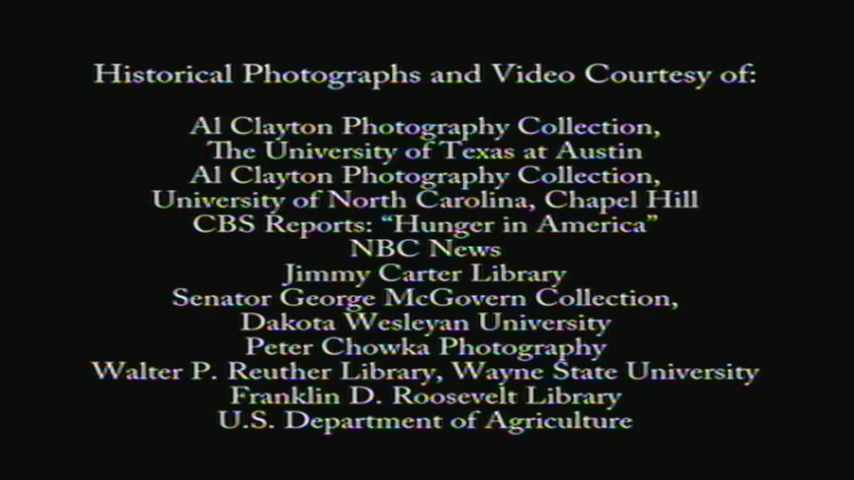 Historical Photographs and Video Courtesy of:
Al Clayton Photography Collection,
The University of Texas at Austin
Al Clayton Photography Collection,
University of North Carolina, Chapel Hill
CBS Reports: “Hunger in America”
NBC News
Jimmy Carter Library
Senator George McGovern Collection,
Dakota Wesleyan University
Peter Chowka Photography
Walter P. Reuther Library, Wayne State University
Franklin D. Roosevelt Library
U.S. Department of Agriculture